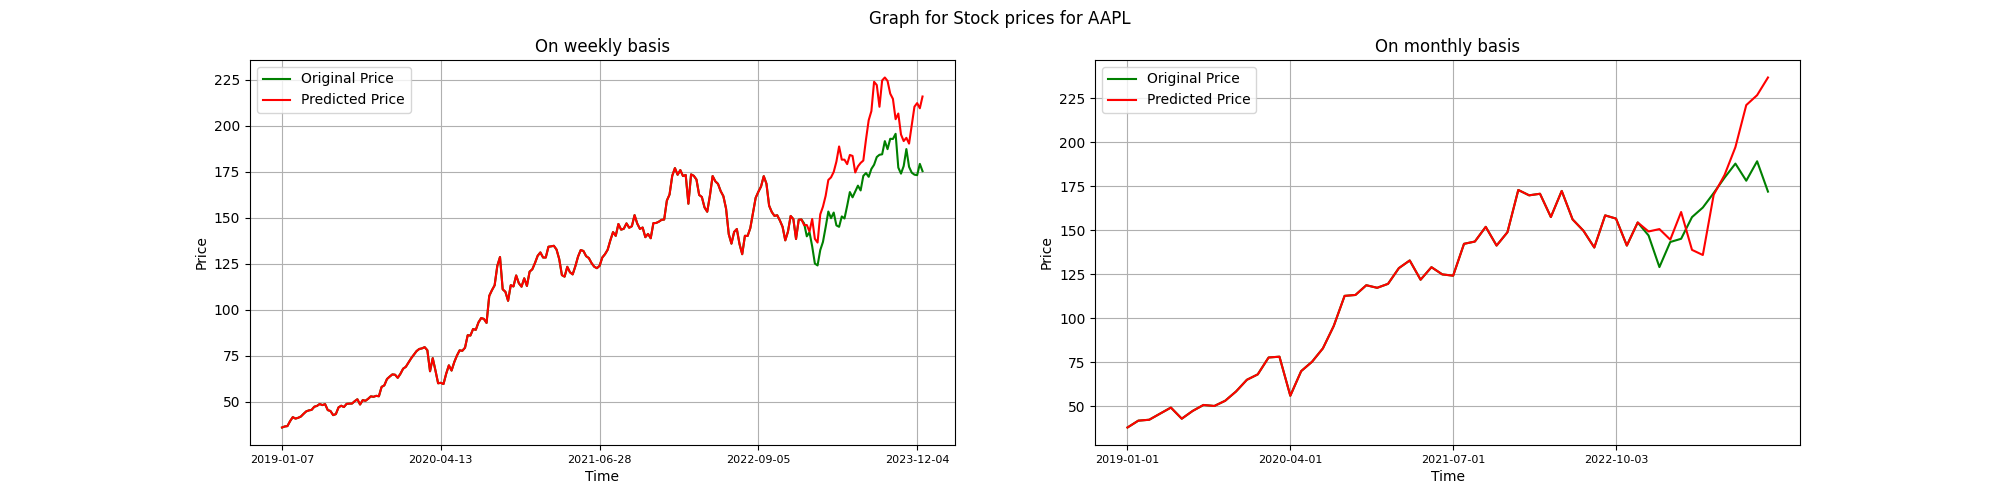 Graph for Stock prices for AAPL
On weekly basis
Original Price
Predicted Price
225
200
175
150
125
100
75
50
Price
2019-01-07 2020-04-13 2021-06-28 2022-09-05 2023-12-04
Time
On monthly basis
Original Price
Predicted Price
225
200
175
150
125
100
75
50
Price
2019-01-01 2020-04-01 2021-07-01 2022-10-03
Time